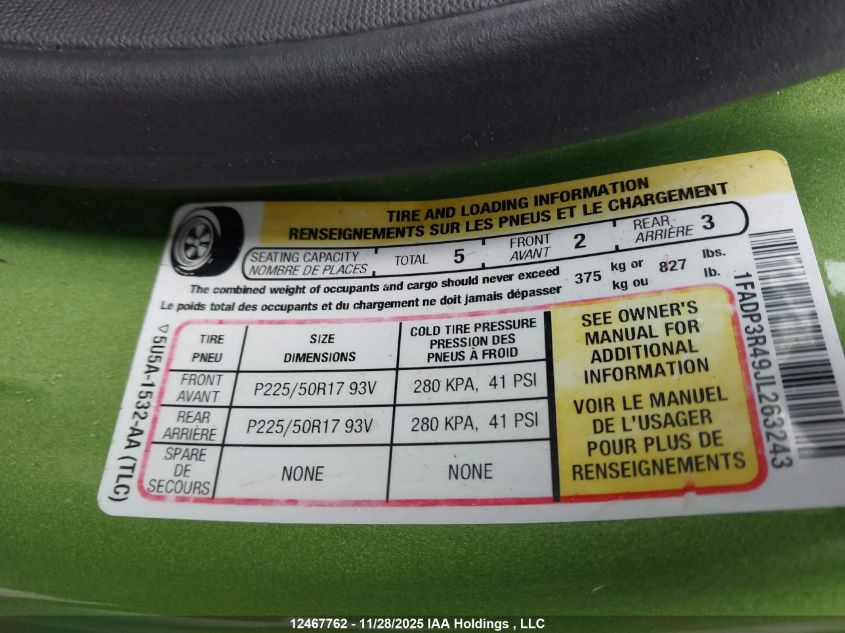 TIRE AND LOADING INFORMATION
RENSEIGNEMENTS SUR LES PNEUS ET LE CHARGEMENT
SEATING CAPACITY
NOMBRE DE PLACES
TOTAL 5
FRONT
AVANT 2
REAR
ARRIÈRE 3
The combined weight of occupants and cargo should never exceed 375 kg or 827 lbs.
Le poids total des occupants et du chargement ne doit jamais dépasser kg ou lb.
TIRE
PNEU
SIZE
DIMENSIONS
COLD TIRE PRESSURE
PRESSION DES
PNEUS À FROID
FRONT
AVANT
P225/50R17 93V
280 KPA, 41 PSI
REAR
ARRIÈRE
P225/50R17 93V
280 KPA, 41 PSI
SPARE
DE
SECOURS
NONE
NONE
SEE OWNER'S
MANUAL FOR
ADDITIONAL
INFORMATION
VOIR LE MANUEL
DE L'USAGER
POUR PLUS DE
RENSEIGNEMENTS
5U5A-1532-AA (TLC)
1FADP3R49JL263243
12467762 - 11/28/2025 IAA Holdings , LLC